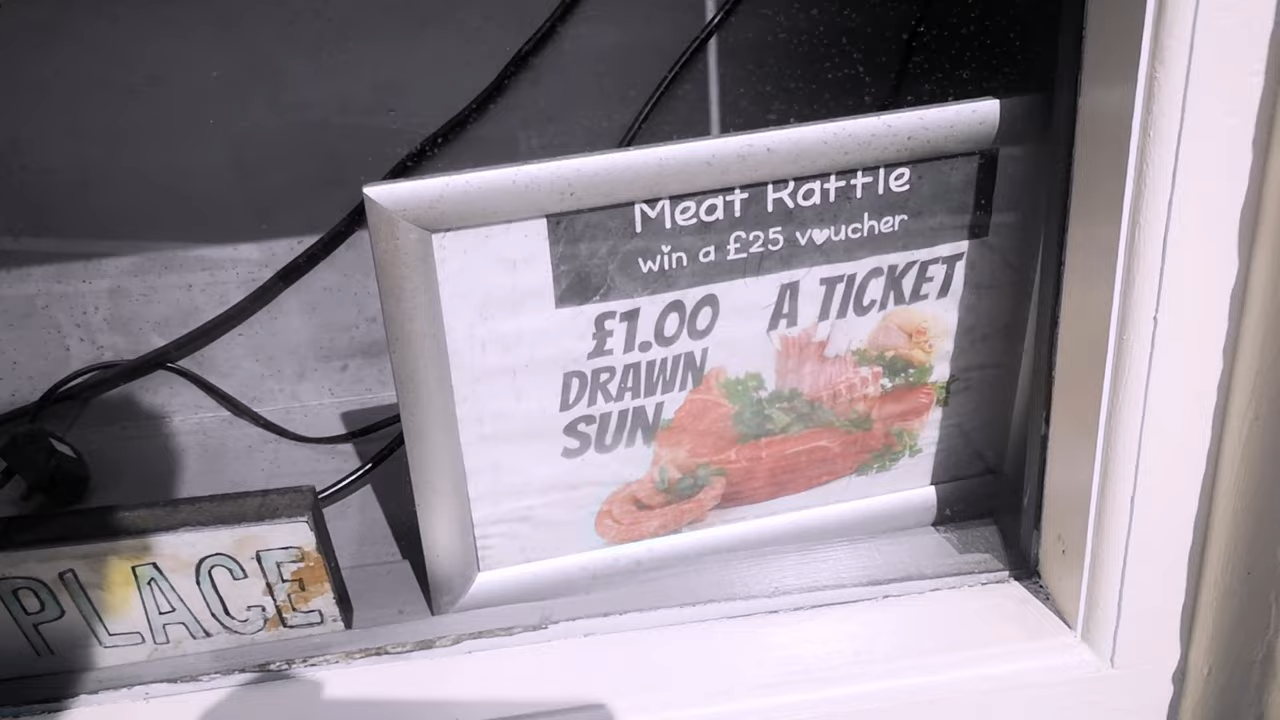 Meat Raffle
win a £25 voucher
£1.00 A TICKET
DRAWN
SUN
PLACE